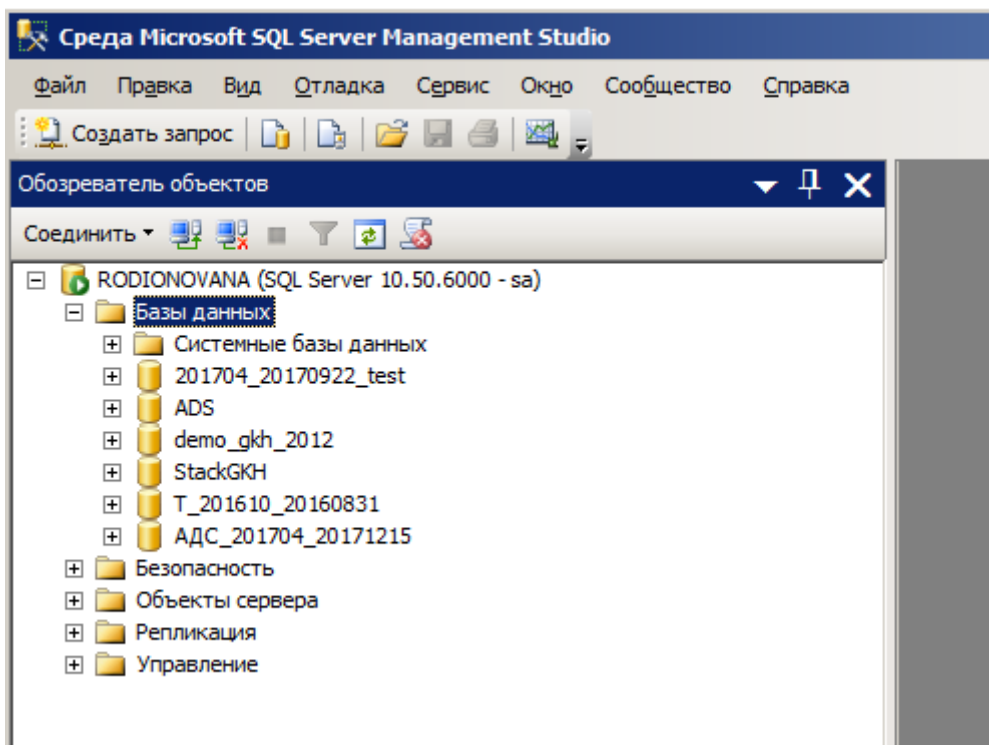 Среда Microsoft SQL Server Management Studio
Файл Правка Вид Отладка Сервис Окно Сообщество Справка
Создать запрос
Обозреватель объектов
Соединить
RODIONOVANA (SQL Server 10.50.6000 - sa)
Базы данных
Системные базы данных
201704_20170922_test
ADS
demo_gkh_2012
StackGKH
T_201610_20160831
АДС_201704_20171215
Безопасность
Объекты сервера
Репликация
Управление